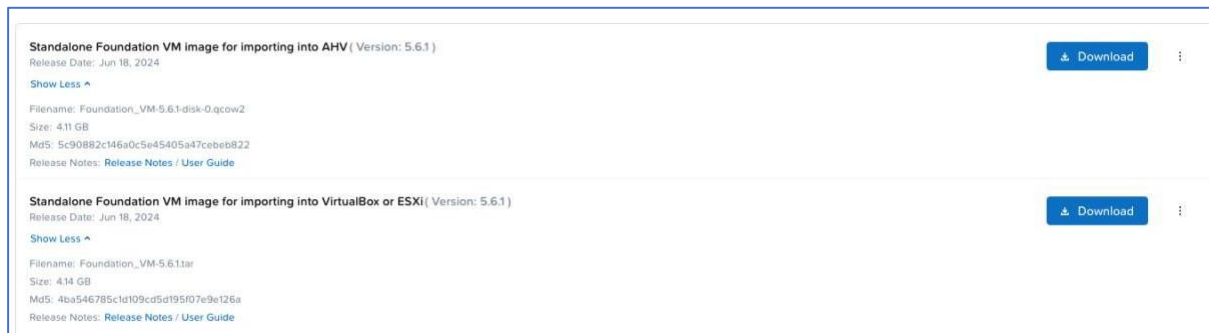 Standalone Foundation VM image for importing into AHV ( Version: 5.6.1 )
Release Date: Jun 18, 2024
Download
Show Less
Filename: Foundation_VM-5.6.1-disk-0.qcow2
Size: 4.11 GB
Md5: 5c90882c146a0c5e45405a47cebeb822
Release Notes: Release Notes / User Guide
Standalone Foundation VM image for importing into VirtualBox or ESXi ( Version: 5.6.1 )
Release Date: Jun 18, 2024
Download
Show Less
Filename: Foundation_VM-5.6.1.tar
Size: 4.14 GB
Md5: 4ba546785c1d109cd5d195f07e9e126a
Release Notes: Release Notes / User Guide